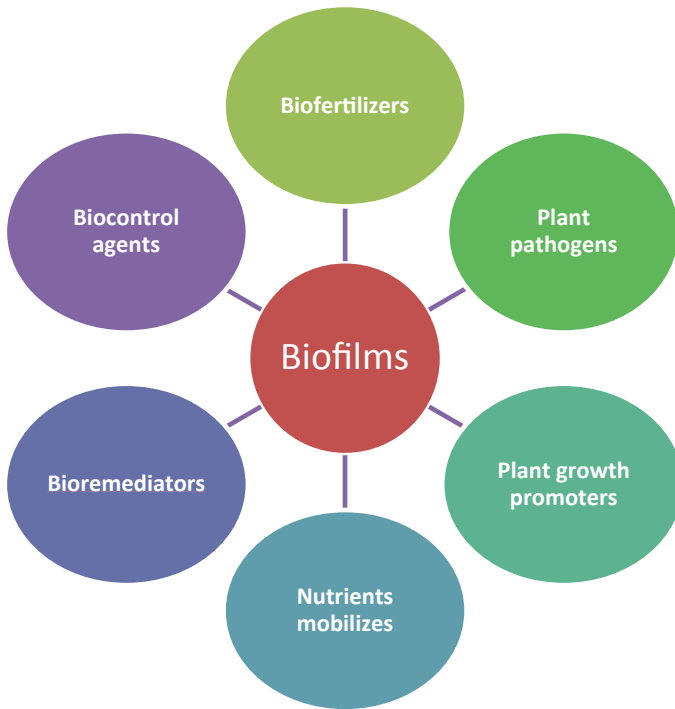 Biofertilizers
Biocontrol
agents
Plant
pathogens
Biofilms
Bioremediators
Plant growth
promoters
Nutrients
mobilizes